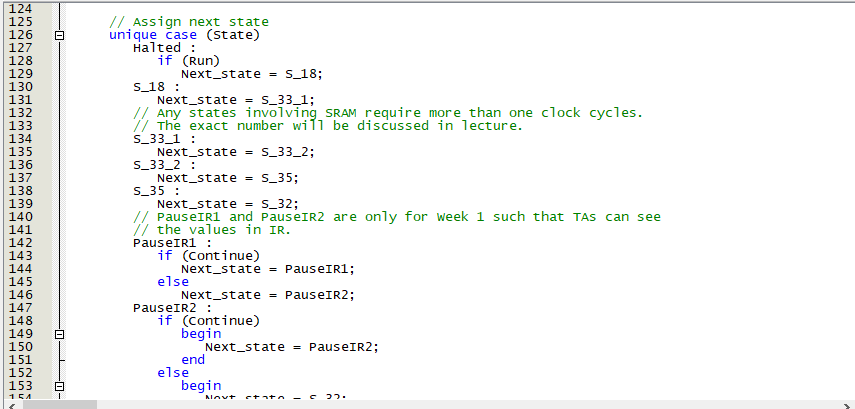 124
125 // Assign next state
126 unique case (State)
127 Halted :
128 if (Run)
129 Next_state = S_18;
130 S_18 :
131 Next_state = S_33_1;
132 // Any states involving SRAM require more than one clock cycles.
133 // The exact number will be discussed in lecture.
134 S_33_1 :
135 Next_state = S_33_2;
136 S_33_2 :
137 Next_state = S_35;
138 S_35 :
139 Next_state = S_32;
140 // PauseIR1 and PauseIR2 are only for Week 1 such that TAs can see
141 // the values in IR.
142 PauseIR1 :
143 if (Continue)
144 Next_state = PauseIR1;
145 else
146 Next_state = PauseIR2;
147 PauseIR2 :
148 if (Continue)
149 begin
150 Next_state = PauseIR2;
151 end
152 else
153 begin
154 Next_state = S_32;